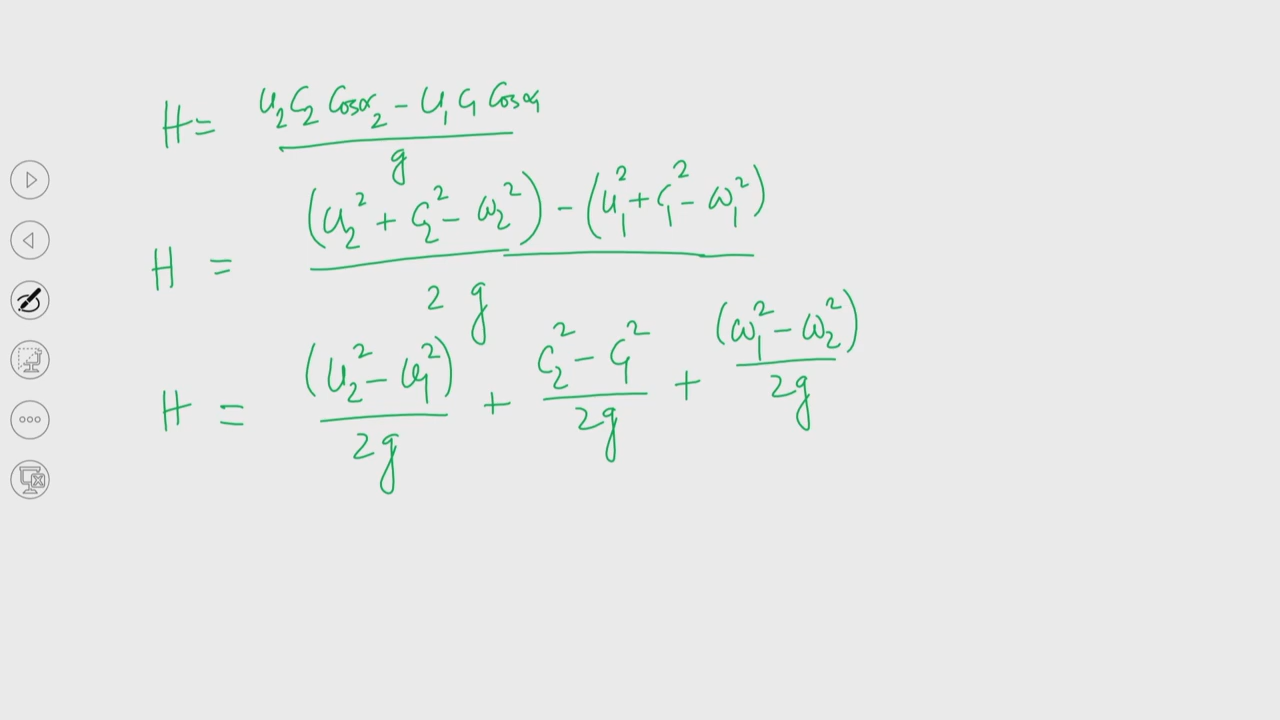 H = (u₂C₂ Cosα₂ - u₁C₁ Cosα₁) / g
H = ((u₂² + C₂² - ω₂²) - (u₁² + C₁² - ω₁²)) / 2g
H = (u₂² - u₁²) / 2g + C₂² - C₁² / 2g + (ω₁² - ω₂²) / 2g